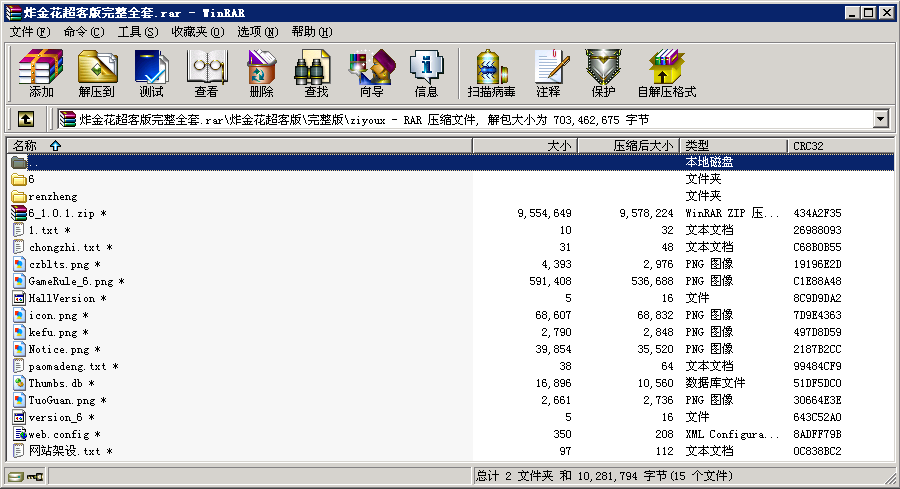 炸金花超客版完整全套.rar - WinRAR
文件(F) 命令(C) 工具(S) 收藏夹(O) 选项(N) 帮助(H)
添加 解压到 测试 查看 删除 查找 向导 信息 扫描病毒 注释 保护 自解压格式
炸金花超客版完整全套.rar\炸金花超客版\完整版\ziyoux - RAR 压缩文件, 解包大小为 703,462,675 字节
名称 大小 压缩后大小 类型 CRC32
.. 本地磁盘
6 文件夹
renzheng 文件夹
6_1.0.1.zip * 9,554,649 9,578,224 WinRAR ZIP 压... 434A2F35
1.txt * 10 32 文本文档 26988093
chongzhi.txt * 31 48 文本文档 C68B0B55
czblts.png * 4,393 2,976 PNG 图像 19196E2D
GameRule_6.png * 591,408 536,688 PNG 图像 C1E88A48
HallVersion * 5 16 文件 8C9D9DA2
icon.png * 68,607 68,832 PNG 图像 7D9E4363
kefu.png * 2,790 2,848 PNG 图像 497D8D59
Notice.png * 39,854 35,520 PNG 图像 2187B2CC
paomadeng.txt * 38 64 文本文档 99484CF9
Thumbs.db * 16,896 10,560 数据库文件 51DF5DC0
TuoGuan.png * 2,661 2,736 PNG 图像 30664E3E
version_6 * 5 16 文件 643C52A0
web.config * 350 208 XML Configura... 8ADFF79B
网站架设.txt * 97 112 文本文档 0C838BC2
总计 2 文件夹 和 10,281,794 字节(15 个文件)